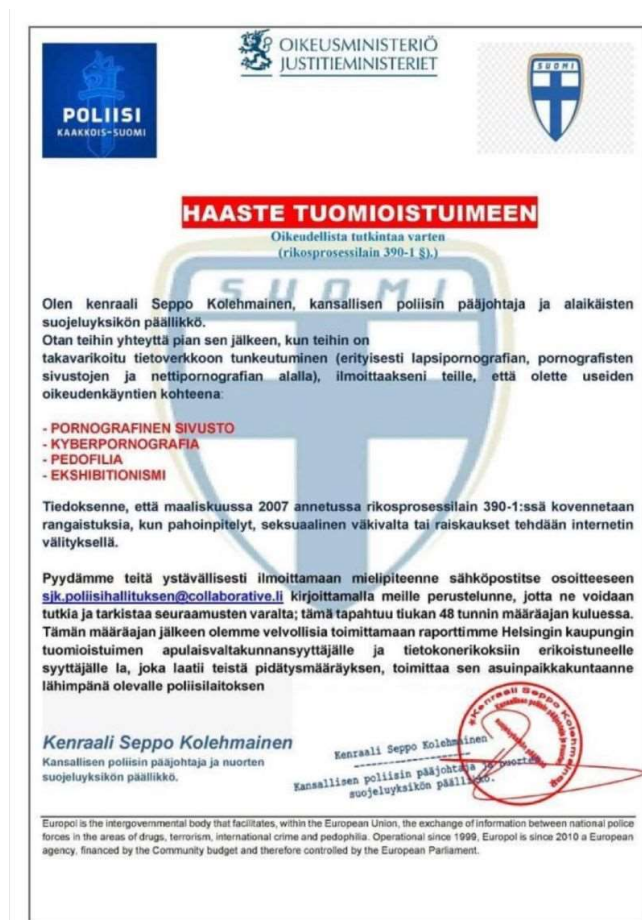 POLIISI
KAAKKOIS-SUOMI
OIKEUSMINISTERIÖ
JUSTITIEMINISTERIET
SUOMI
HAASTE TUOMIOISTUIMEEN
Oikeudellista tutkintaa varten
(rikosprosessilain 390-1 §).)
SUOMI
Olen kenraali Seppo Kolehmainen, kansallisen poliisin pääjohtaja ja alaikäisten
suojeluyksikön päällikkö.
Otan teihin yhteyttä pian sen jälkeen, kun teihin on
takavarikoitu tietoverkkoon tunkeutuminen (erityisesti lapsipornografian, pornografisten
sivustojen ja nettipornografian alalla), ilmoittaakseni teille, että olette useiden
oikeudenkäyntien kohteena:
- PORNOGRAFINEN SIVUSTO
- KYBERPORNOGRAFIA
- PEDOFILIA
- EKSHIBITIONISMI
Tiedoksenne, että maaliskuussa 2007 annetussa rikosprosessilain 390-1:ssä kovennetaan
rangaistuksia, kun pahoinpitelyt, seksuaalinen väkivalta tai raiskaukset tehdään internetin
välityksellä.
Pyydämme teitä ystävällisesti ilmoittamaan mielipiteenne sähköpostitse osoitteeseen
sjk.poliisihallituksen@collaborative.li kirjoittamalla meille perustelunne, jotta ne voidaan
tutkia ja tarkistaa seuraamusten varalta; tämä tapahtuu tiukan 48 tunnin määräajan kuluessa.
Tämän määräajan jälkeen olemme velvollisia toimittamaan raporttimme Helsingin kaupungin
tuomioistuimen apulaisvaltakunnansyyttäjälle ja tietokonerikoksiin erikoistuneelle
syyttäjälle la, joka laatii teistä pidätysmääräyksen, toimittaa sen asuinpaikkakuntaanne
lähimpänä olevalle poliisilaitoksen
Kenraali Seppo Kolehmainen
Kansallisen poliisin pääjohtaja ja nuorten
suojeluyksikön päällikkö.
Kenraali Seppo Kolehmainen
Kansallisen poliisin pääjohtaja ja nuorten
suojeluyksikön päällikkö.
Kenraali Seppo Kolehmainen
Europol is the intergovernmental body that facilitates, within the European Union, the exchange of information between national police
forces in the areas of drugs, terrorism, international crime and pedophilia. Operational since 1999, Europol is since 2010 a European
agency, financed by the Community budget and therefore controlled by the European Parliament.